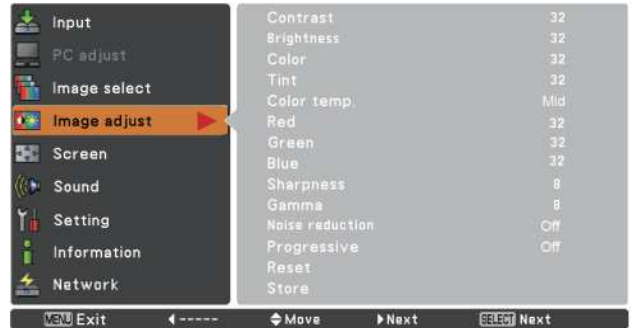 Input
PC adjust
Image select
Image adjust
Screen
Sound
Setting
Information
Network
Contrast 32
Brightness 32
Color 32
Tint 32
Color temp. Mid
Red 32
Green 32
Blue 32
Sharpness 8
Gamma 8
Noise reduction Off
Progressive Off
Reset
Store
MENU Exit ◀----- ◆Move ▶Next SELECT Next